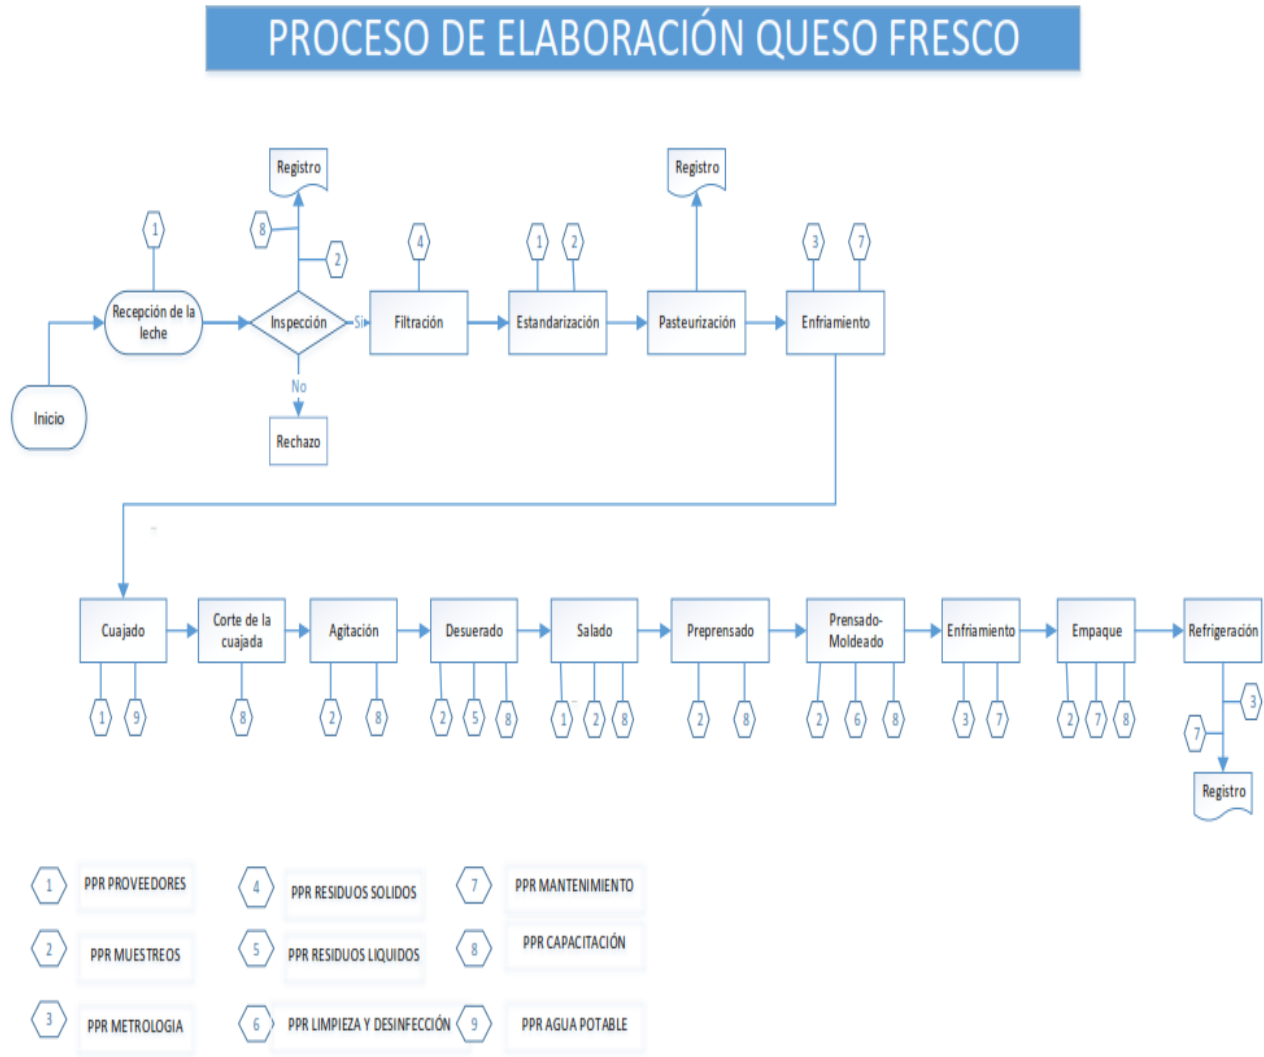 PROCESO DE ELABORACIÓN QUESO FRESCO
Registro
Registro
1
8
2
4
1
2
3
7
Recepción de la
leche
Inspección
Si
Filtración
Estandarización
Pasteurización
Enfriamiento
No
Inicio
Rechazo
Cuajado
Corte de la
cuajada
Agitación
Desuerado
Salado
Preprensado
Prensado-
Moldeado
Enfriamiento
Empaque
Refrigeración
1
9
8
2
8
2
5
8
1
2
8
2
8
2
6
8
3
7
2
7
8
3
7
Registro
1
PPR PROVEEDORES
4
PPR RESIDUOS SOLIDOS
7
PPR MANTENIMIENTO
2
PPR MUESTREOS
5
PPR RESIDUOS LIQUIDOS
8
PPR CAPACITACIÓN
3
PPR METROLOGIA
6
PPR LIMPIEZA Y DESINFECCIÓN
9
PPR AGUA POTABLE